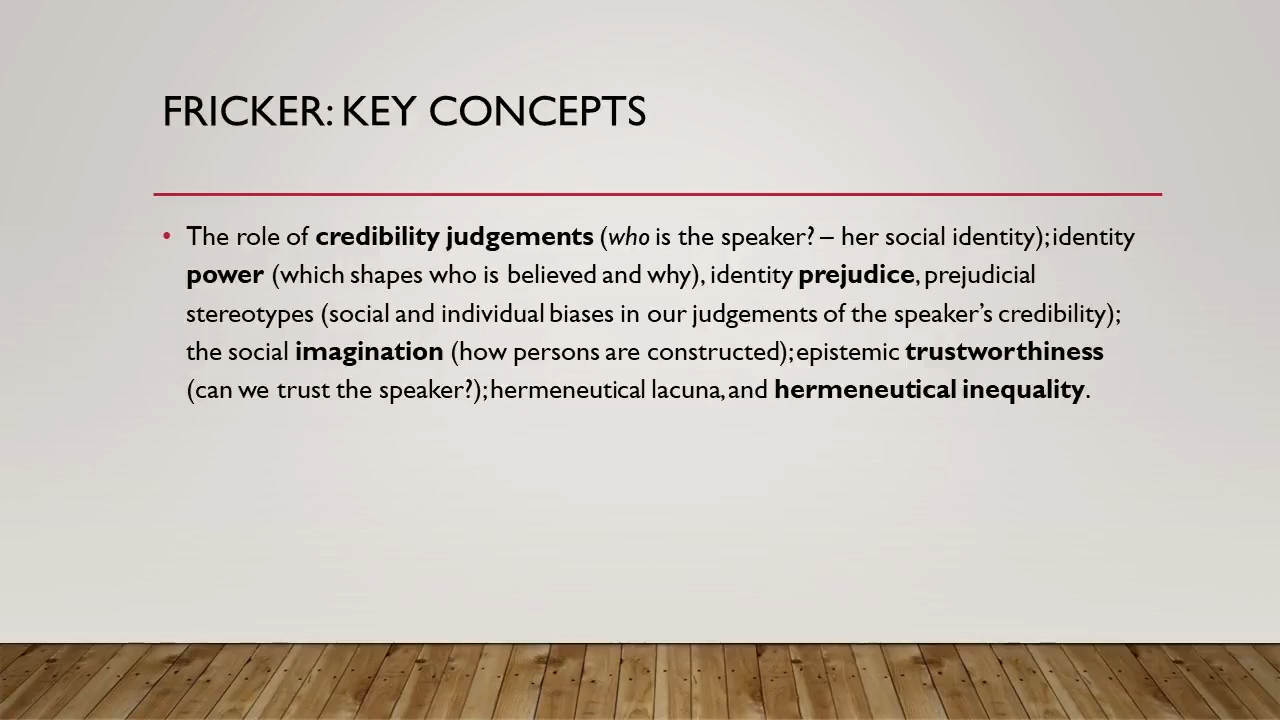 FRICKER: KEY CONCEPTS
• The role of credibility judgements (who is the speaker? – her social identity); identity
power (which shapes who is believed and why), identity prejudice, prejudicial
stereotypes (social and individual biases in our judgements of the speaker’s credibility);
the social imagination (how persons are constructed); epistemic trustworthiness
(can we trust the speaker?); hermeneutical lacuna, and hermeneutical inequality.